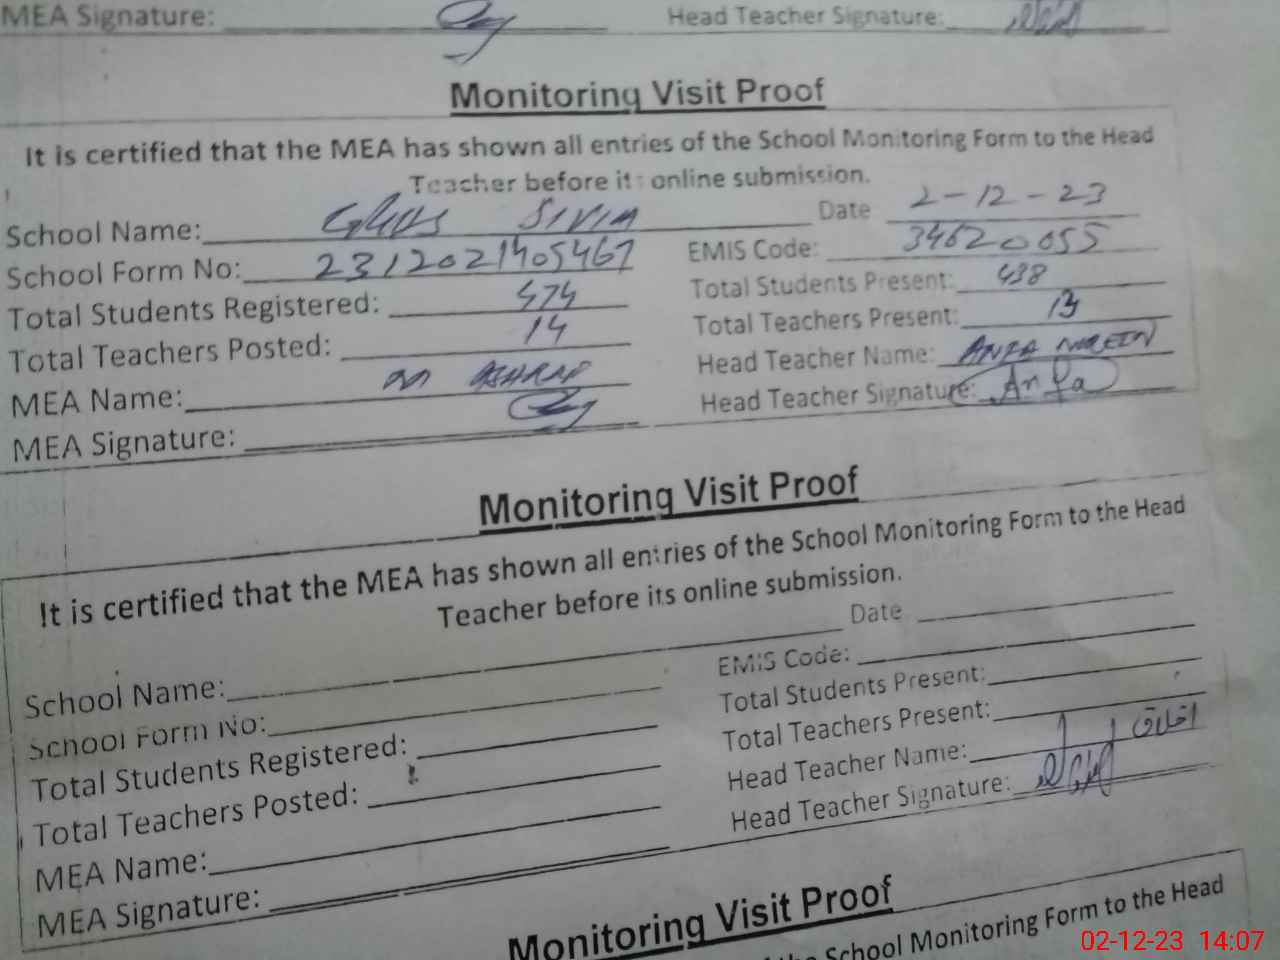 MEA Signature: Head Teacher Signature:
Monitoring Visit Proof
It is certified that the MEA has shown all entries of the School Monitoring Form to the Head
Teacher before its online submission.
School Name: GGHS SIVIA Date 2-12-23
School Form No: 2312021405467 EMIS Code: 34620055
Total Students Registered: 474 Total Students Present: 438
Total Teachers Posted: 14 Total Teachers Present: 13
MEA Name: M ASHRAF Head Teacher Name:
MEA Signature: Head Teacher Signature: Anfa
Monitoring Visit Proof
It is certified that the MEA has shown all entries of the School Monitoring Form to the Head
Teacher before its online submission.
School Name: Date
School Form No: EMIS Code:
Total Students Registered: Total Students Present:
Total Teachers Posted: Total Teachers Present:
MEA Name: Head Teacher Name: اخلاق
MEA Signature: Head Teacher Signature:
Monitoring Visit Proof
the School Monitoring Form to the Head
02-12-23 14:07